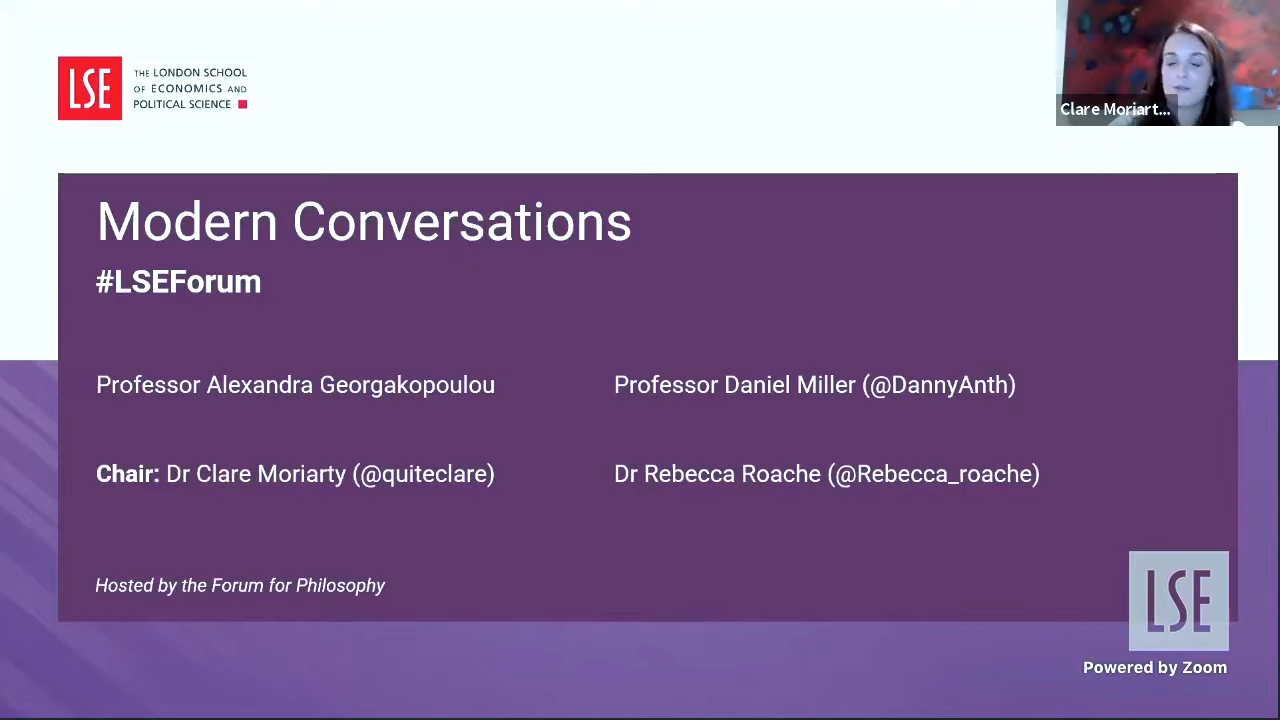 LSE
THE LONDON SCHOOL
OF ECONOMICS AND
POLITICAL SCIENCE
Clare Moriart...
Modern Conversations
#LSEForum
Professor Alexandra Georgakopoulou
Professor Daniel Miller (@DannyAnth)
Chair: Dr Clare Moriarty (@quiteclare)
Dr Rebecca Roache (@Rebecca_roache)
Hosted by the Forum for Philosophy
LSE
Powered by Zoom